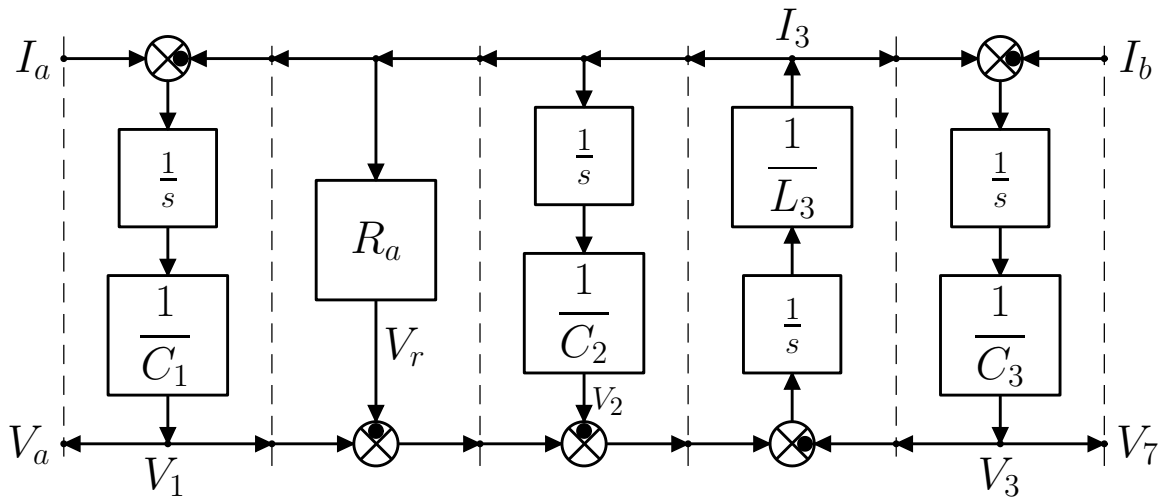 I_3
I_a
I_b
1/s
1/s
1/L_3
1/s
R_a
1/C_1
V_r
1/C_2
1/s
1/C_3
V_2
V_a
V_1
V_3
V_7